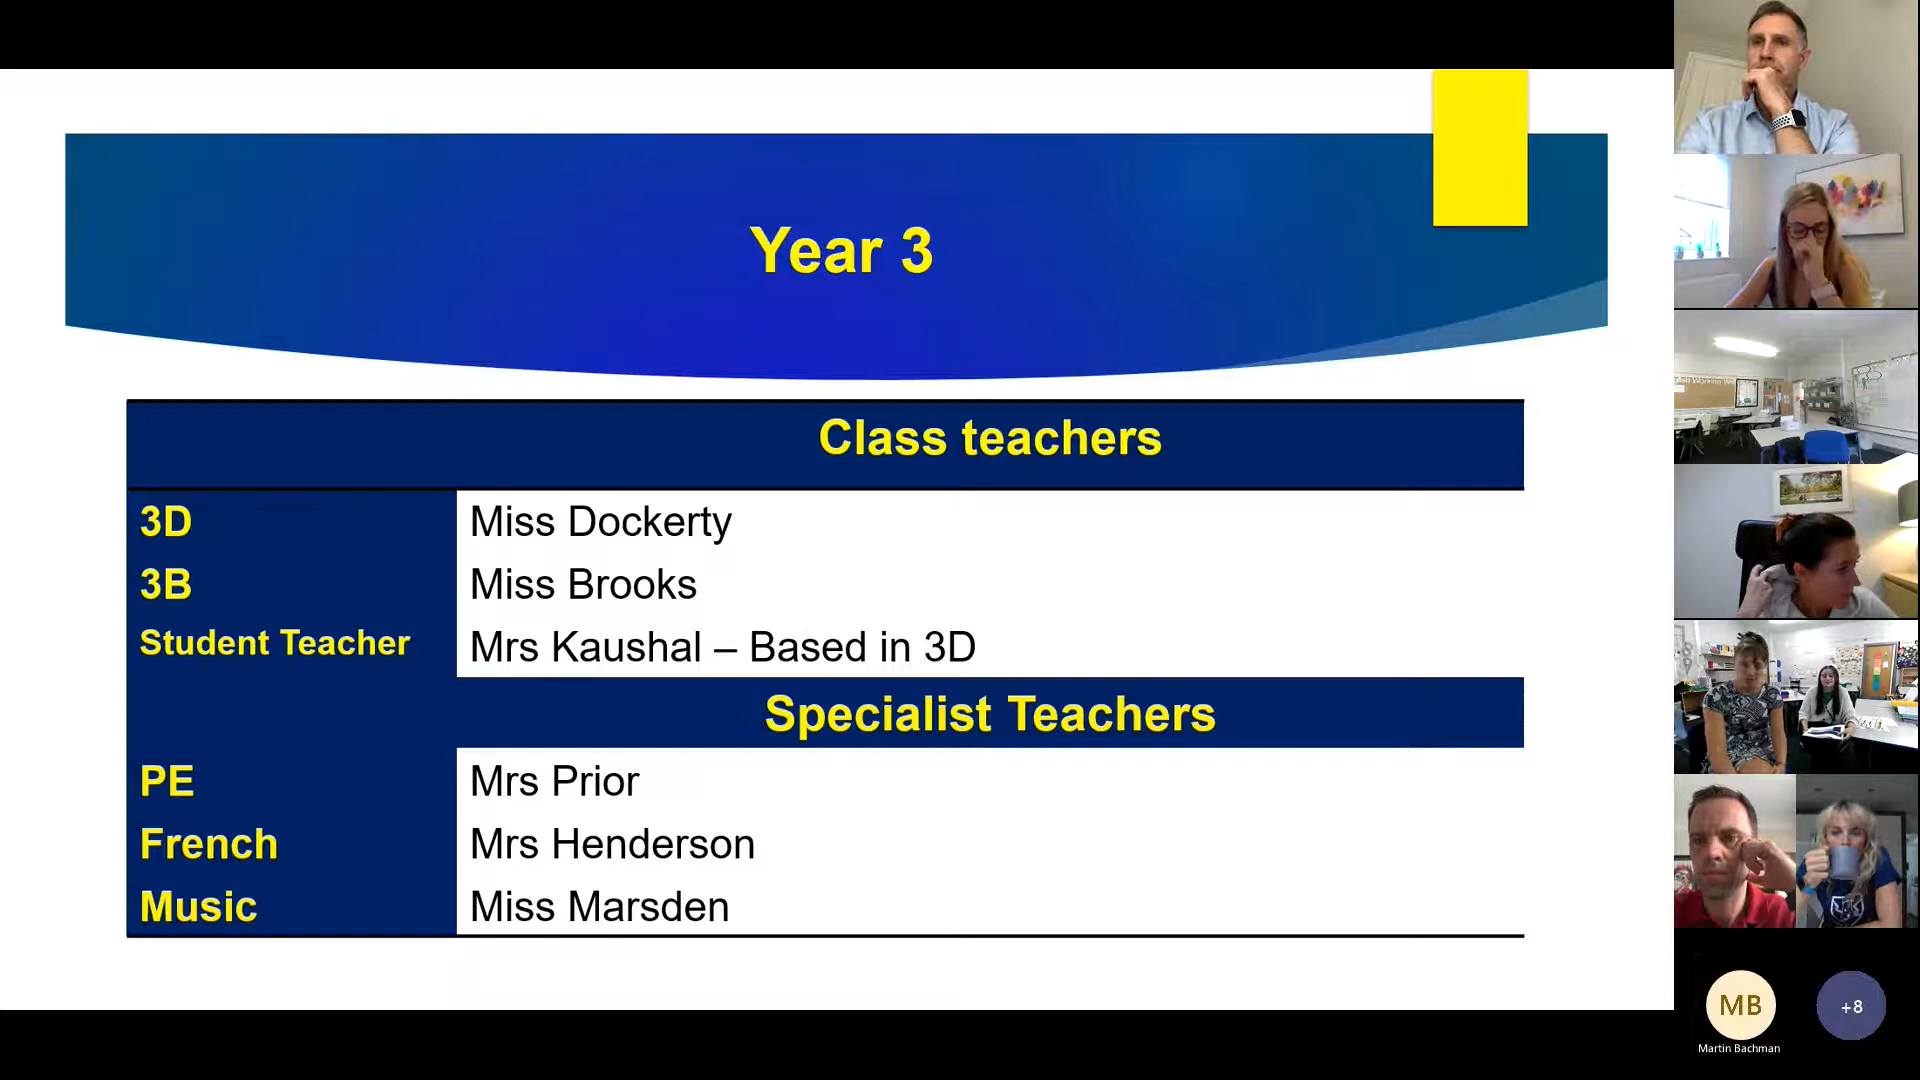 Year 3
Class teachers
3D Miss Dockerty
3B Miss Brooks
Student Teacher Mrs Kaushal – Based in 3D
Specialist Teachers
PE Mrs Prior
French Mrs Henderson
Music Miss Marsden
MB
+8
Martin Bachman